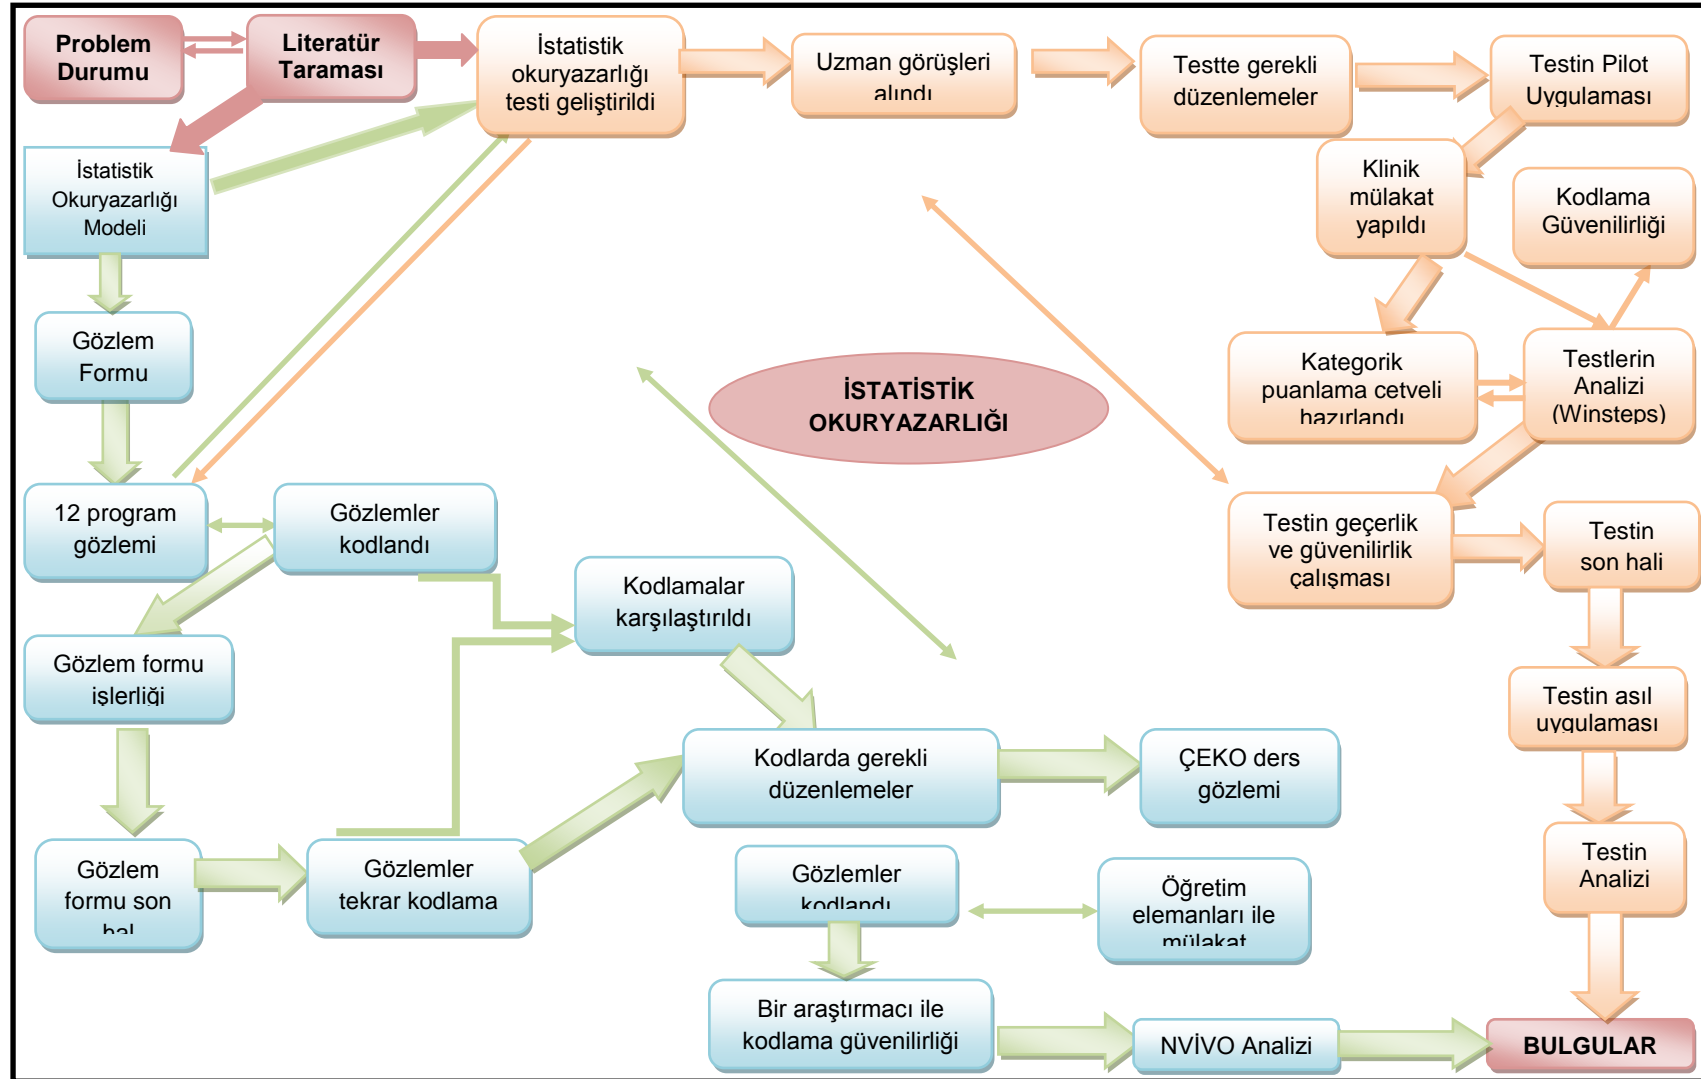 Problem
Durumu
Literatür
Taraması
İstatistik
okuryazarlığı
testi geliştirildi
Uzman görüşleri
alındı
Testte gerekli
düzenlemeler
Testin Pilot
Uygulaması
İstatistik
Okuryazarlığı
Modeli
Klinik
mülakat
yapıldı
Kodlama
Güvenilirliği
Gözlem
Formu
İSTATİSTİK
OKURYAZARLIĞI
Kategorik
puanlama cetveli
hazırlandı
Testlerin
Analizi
(Winsteps)
12 program
gözlemi
Gözlemler
kodlandı
Testin geçerlik
ve güvenilirlik
çalışması
Testin
son hali
Kodlamalar
karşılaştırıldı
Gözlem formu
işlerliği
Testin asıl
uygulaması
Kodlarda gerekli
düzenlemeler
ÇEKO ders
gözlemi
Gözlem
formu son
hal
Gözlemler
tekrar kodlama
Gözlemler
kodlandı
Öğretim
elemanları ile
mülakat
Testin
Analizi
Bir araştırmacı ile
kodlama güvenilirliği
NVİVO Analizi
BULGULAR